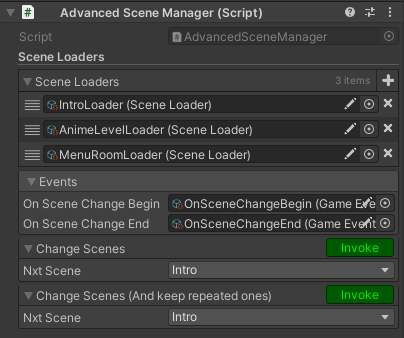 Advanced Scene Manager (Script)
Script AdvancedSceneManager
Scene Loaders
Scene Loaders 3 items
IntroLoader (Scene Loader)
AnimeLevelLoader (Scene Loader)
MenuRoomLoader (Scene Loader)
Events
On Scene Change Begin OnSceneChangeBegin (Game Eve
On Scene Change End OnSceneChangeEnd (Game Event
Change Scenes Invoke
Nxt Scene Intro
Change Scenes (And keep repeated ones) Invoke
Nxt Scene Intro